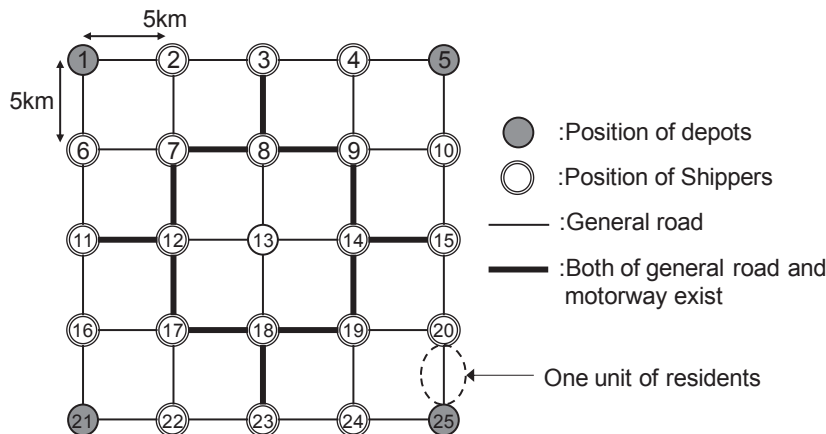 5km
1 2 3 4 5
5km
6 7 8 9 10
11 12 13 14 15
16 17 18 19 20
21 22 23 24 25
:Position of depots
:Position of Shippers
:General road
:Both of general road and
motorway exist
One unit of residents